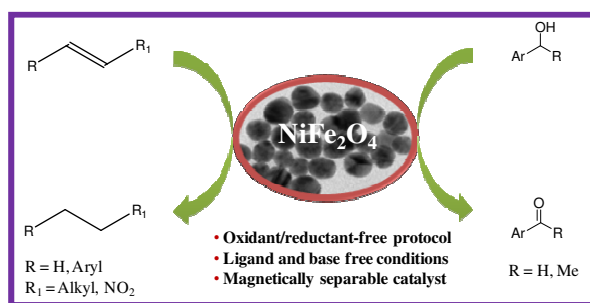 R
R₁
OH
Ar
R
NiFe₂O₄
R
R₁
O
Ar
R
• Oxidant/reductant-free protocol
• Ligand and base free conditions
• Magnetically separable catalyst
R = H, Aryl
R₁ = Alkyl, NO₂
R = H, Me